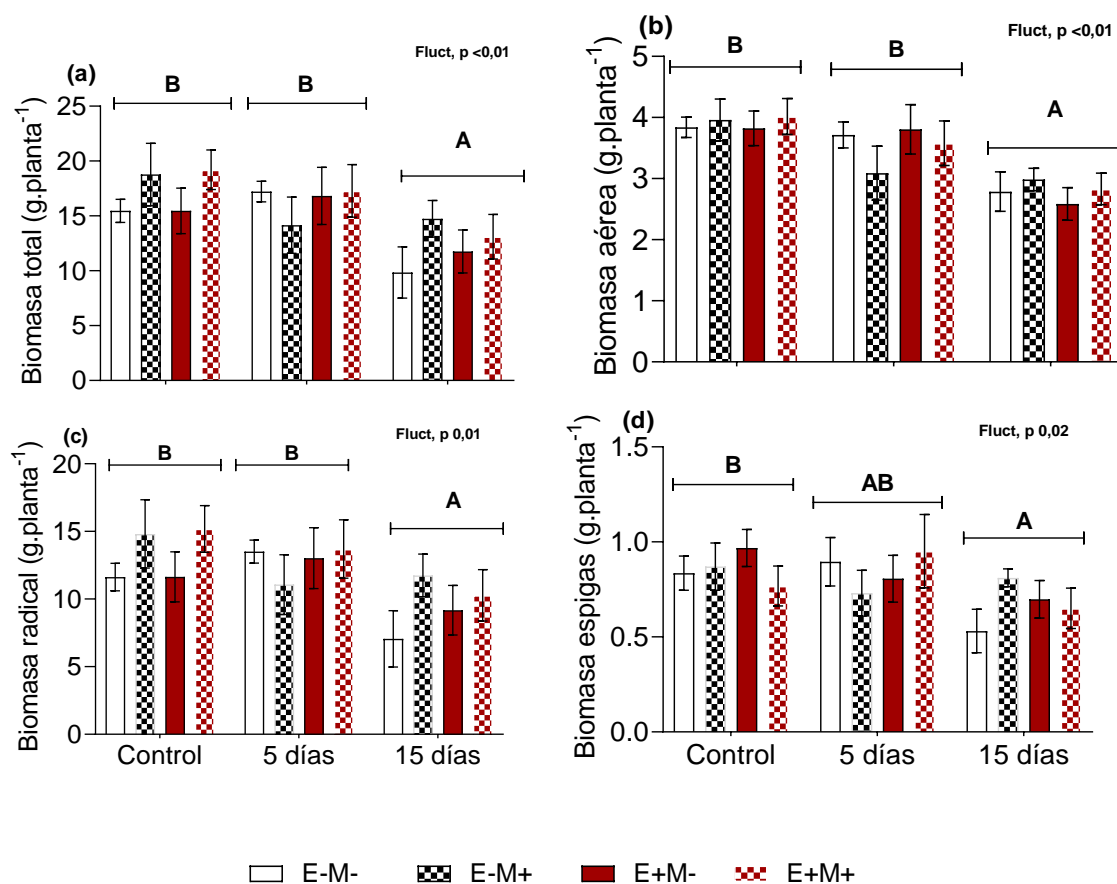 (a)
Fluct, p <0,01
B
B
A
Biomasa total (g.planta-1)
25
20
15
10
5
0
(b)
Fluct, p <0,01
B
B
A
Biomasa aérea (g.planta-1)
5
4
3
2
1
0
(c)
Fluct, p 0,01
B
B
A
Biomasa radical (g.planta-1)
20
15
10
5
0
Control
5 días
15 días
(d)
Fluct, p 0,02
B
AB
A
Biomasa espigas (g.planta-1)
1.5
1.0
0.5
0.0
Control
5 días
15 días
E-M-
E-M+
E+M-
E+M+